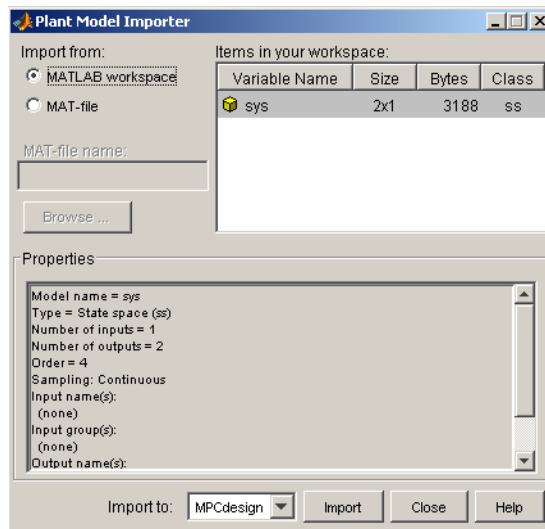 Plant Model Importer
Import from:
MATLAB workspace
MAT-file
MAT-file name:
Browse ...
Items in your workspace:
Variable Name Size Bytes Class
sys 2x1 3188 ss
Properties
Model name = sys
Type = State space (ss)
Number of inputs = 1
Number of outputs = 2
Order = 4
Sampling: Continuous
Input name(s):
(none)
Input group(s):
(none)
Output name(s):
Import to: MPCdesign Import Close Help